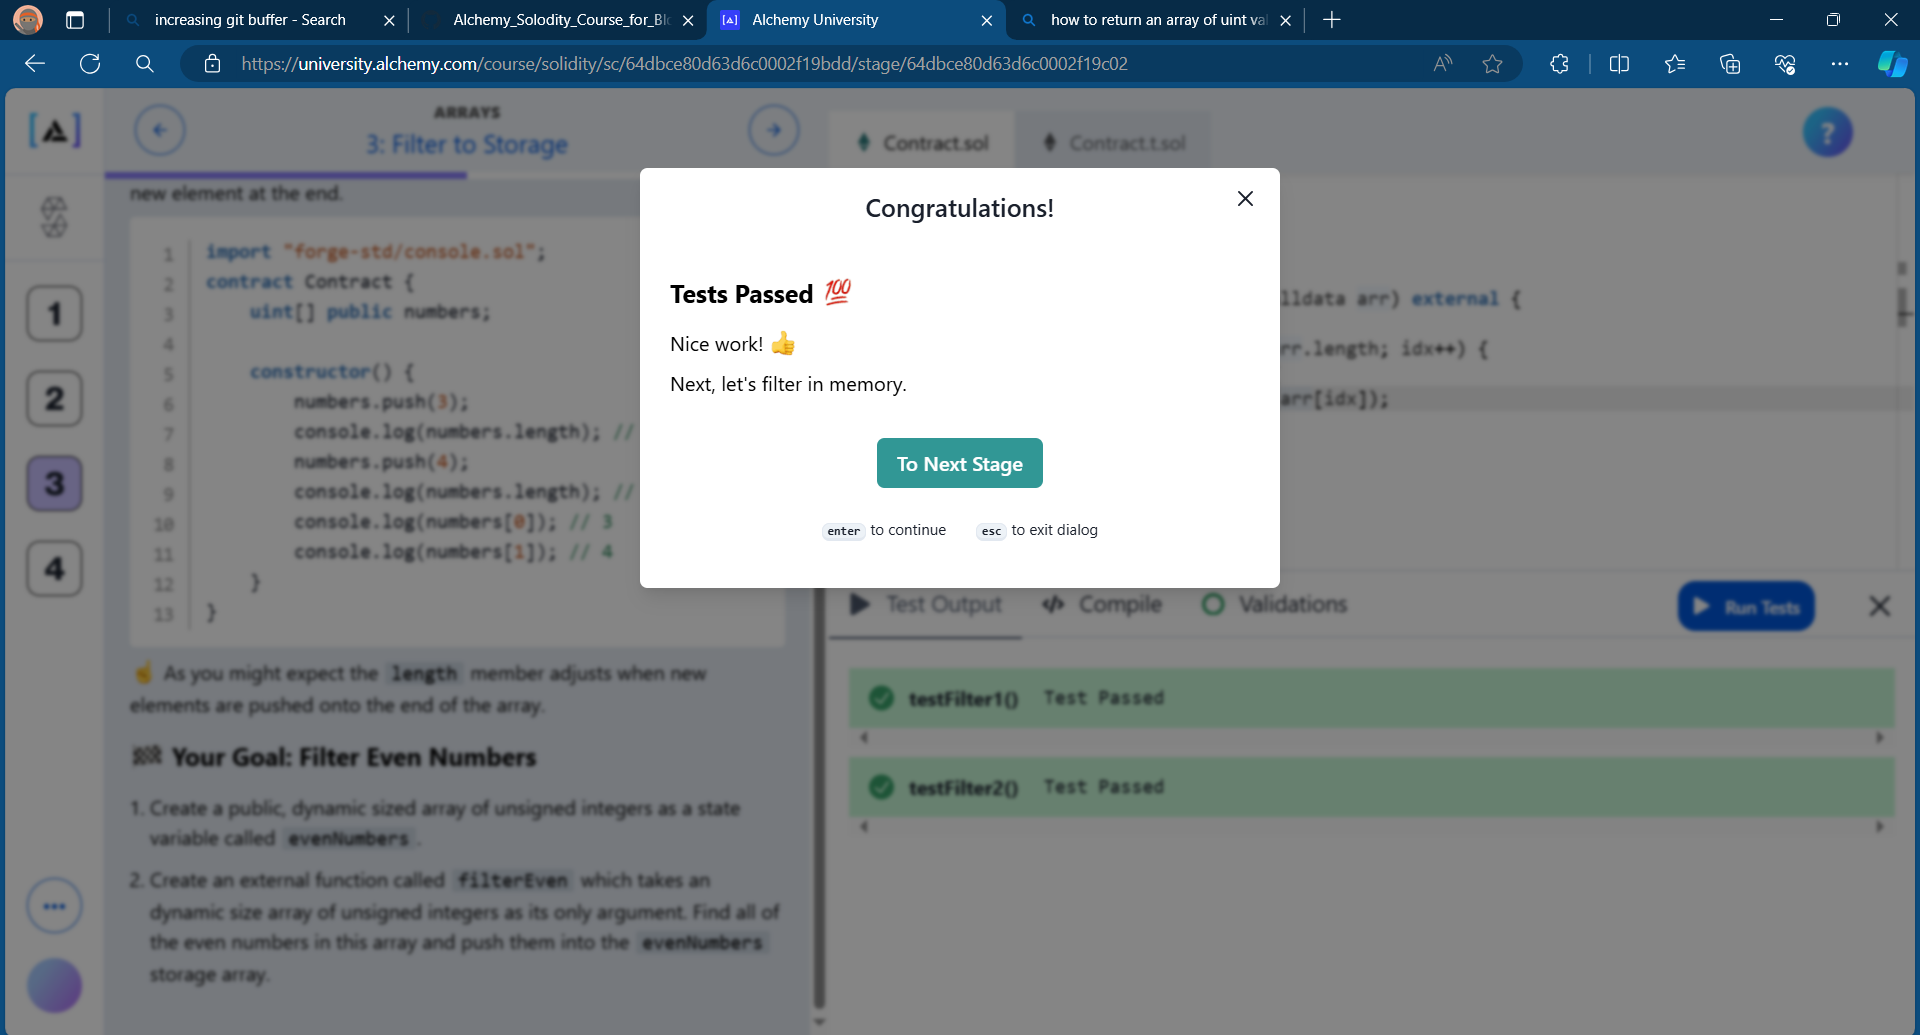 increasing git buffer - Search
Alchemy_Solodity_Course_for_Blo
Alchemy University
how to return an array of uint val
https://university.alchemy.com/course/solidity/sc/64dbce80d63d6c0002f19bdd/stage/64dbce80d63d6c0002f19c02
ARRAYS
3: Filter to Storage
Contract.sol
Contract.t.sol
?
new element at the end.
1 import "forge-std/console.sol";
2 contract Contract {
3 uint[] public numbers;
4
5 constructor() {
6 numbers.push(3);
7 console.log(numbers.length); //
8 numbers.push(4);
9 console.log(numbers.length); //
10 console.log(numbers[0]); // 3
11 console.log(numbers[1]); // 4
12 }
13 }
1
2
3
4
☝ As you might expect the length member adjusts when new
elements are pushed onto the end of the array.
🏁 Your Goal: Filter Even Numbers
1. Create a public, dynamic sized array of unsigned integers as a state
variable called evenNumbers .
2. Create an external function called filterEven which takes an
dynamic size array of unsigned integers as its only argument. Find all of
the even numbers in this array and push them into the evenNumbers
storage array.
Congratulations!
Tests Passed 💯
Nice work! 👍
Next, let's filter in memory.
To Next Stage
enter to continue esc to exit dialog
lldata arr) external {
rr.length; idx++) {
arr[idx]);
Test Output
Compile
Validations
Run Tests
testFilter1() Test Passed
testFilter2() Test Passed